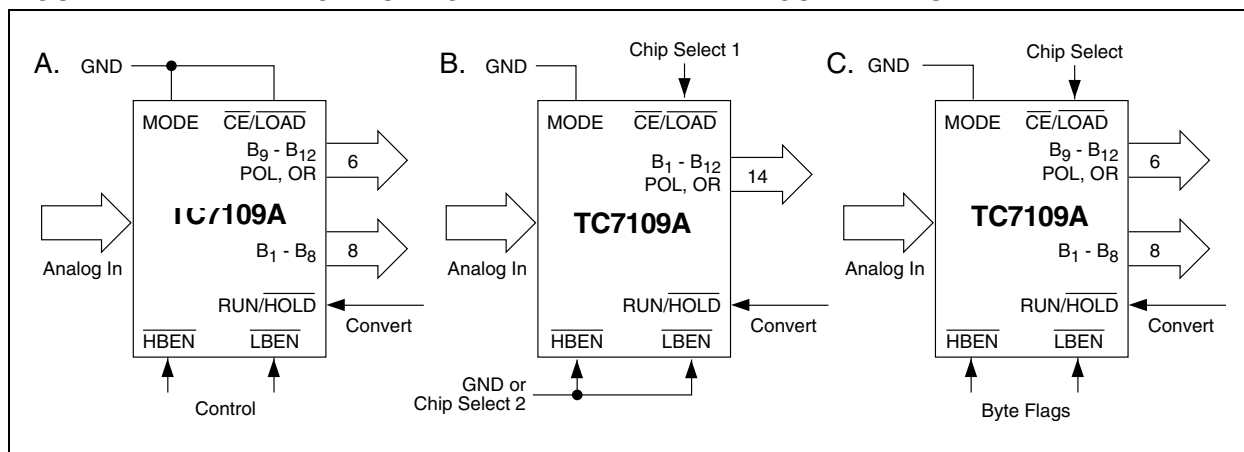 A.
GND
MODE
CE/LOAD
B9 - B12
POL, OR
6
TC7109A
B1 - B8
8
Analog In
RUN/HOLD
Convert
HBEN
LBEN
Control
B.
GND
Chip Select 1
MODE
CE/LOAD
B1 - B12
POL, OR
14
TC7109A
Analog In
RUN/HOLD
Convert
HBEN
LBEN
GND or
Chip Select 2
C.
GND
Chip Select
MODE
CE/LOAD
B9 - B12
POL, OR
6
TC7109A
B1 - B8
8
Analog In
RUN/HOLD
Convert
HBEN
LBEN
Byte Flags